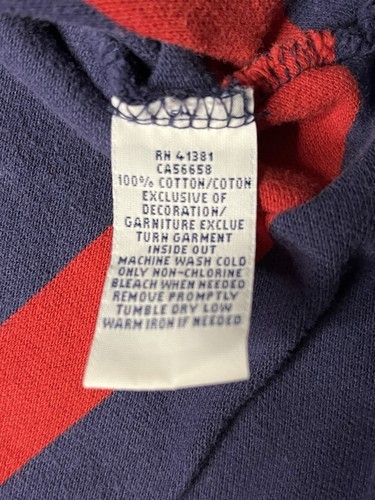 RN 41381
CA56658
100% COTTON/COTON
EXCLUSIVE OF
DECORATION/
GARNITURE EXCLUE
TURN GARMENT
INSIDE OUT
MACHINE WASH COLD
ONLY NON-CHLORINE
BLEACH WHEN NEEDED
REMOVE PROMPTLY
TUMBLE DRY LOW
WARM IRON IF NEEDED